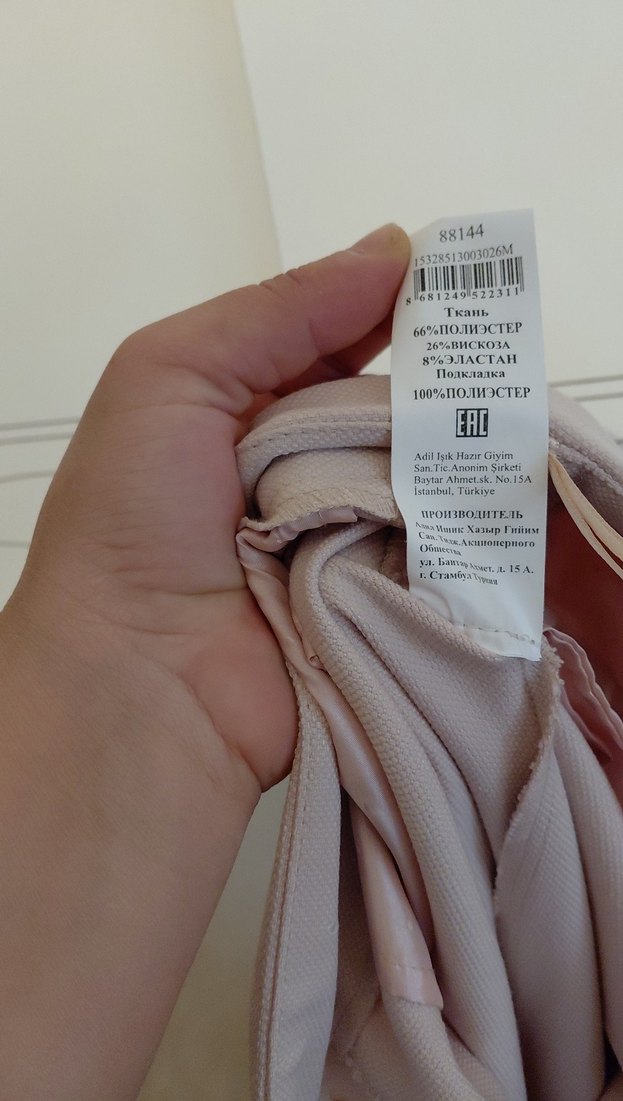 88144
15328513003026M
8 681249 522311
Ткань
66%ПОЛИЭСТЕР
26%ВИСКОЗА
8%ЭЛАСТАН
Подкладка
100%ПОЛИЭСТЕР
EAC
Adil Işık Hazır Giyim
San.Tic.Anonim Şirketi
Baytar Ahmet.sk. No.15A
İstanbul, Türkiye
ПРОИЗВОДИТЕЛЬ
Ишик Хазыр Гийим
Сан. Тидж.Акционерного
Общества
ул. Байтар Ахмет. д. 15 А.
г. Стамбул Турция